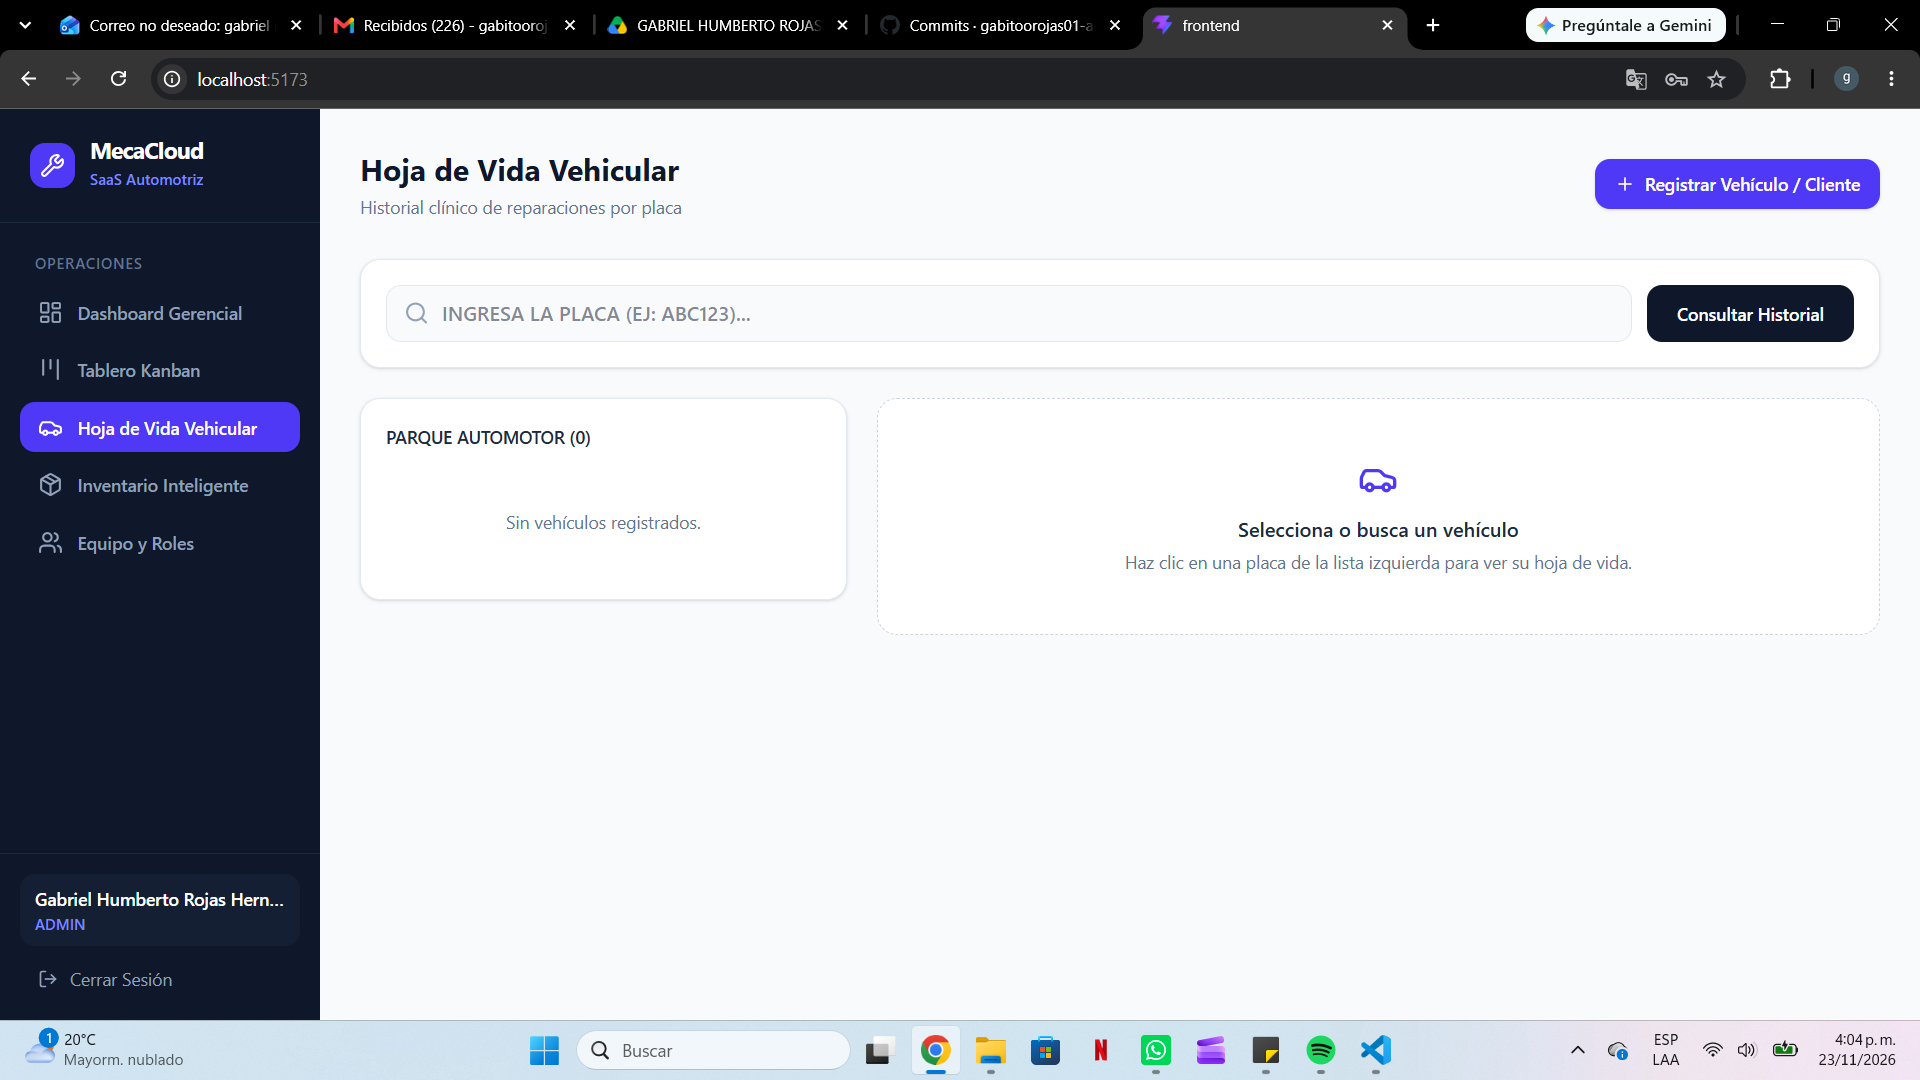 Correo no deseado: gabriel
Recibidos (226) - gabitooroj
GABRIEL HUMBERTO ROJAS
Commits · gabitoorojas01-a
frontend
Pregúntale a Gemini
localhost:5173
g
MecaCloud
SaaS Automotriz
OPERACIONES
Dashboard Gerencial
Tablero Kanban
Hoja de Vida Vehicular
Inventario Inteligente
Equipo y Roles
Gabriel Humberto Rojas Hern...
ADMIN
Cerrar Sesión
Hoja de Vida Vehicular
Historial clínico de reparaciones por placa
Registrar Vehículo / Cliente
INGRESA LA PLACA (EJ: ABC123)...
Consultar Historial
PARQUE AUTOMOTOR (0)
Sin vehículos registrados.
Selecciona o busca un vehículo
Haz clic en una placa de la lista izquierda para ver su hoja de vida.
1
20°C
Mayorm. nublado
Buscar
N
ESP
LAA
4:04 p. m.
23/11/2026